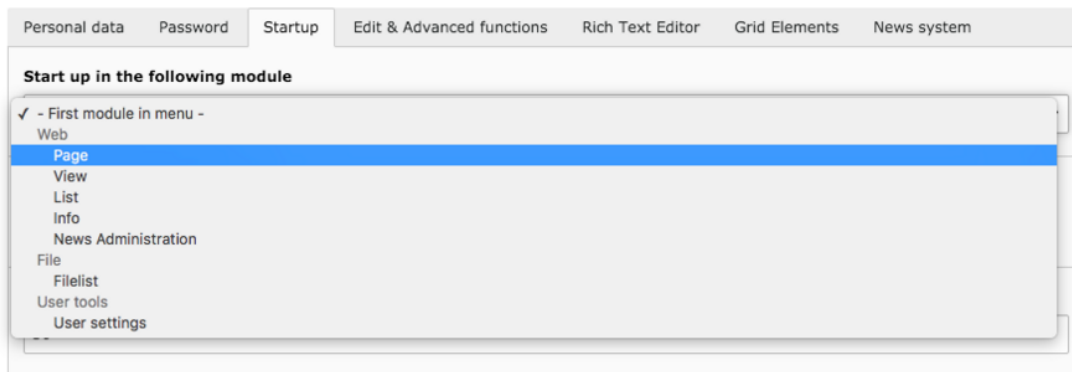 Personal data Password Startup Edit & Advanced functions Rich Text Editor Grid Elements News system
Start up in the following module
✓ - First module in menu -
Web
Page
View
List
Info
News Administration
File
Filelist
User tools
User settings